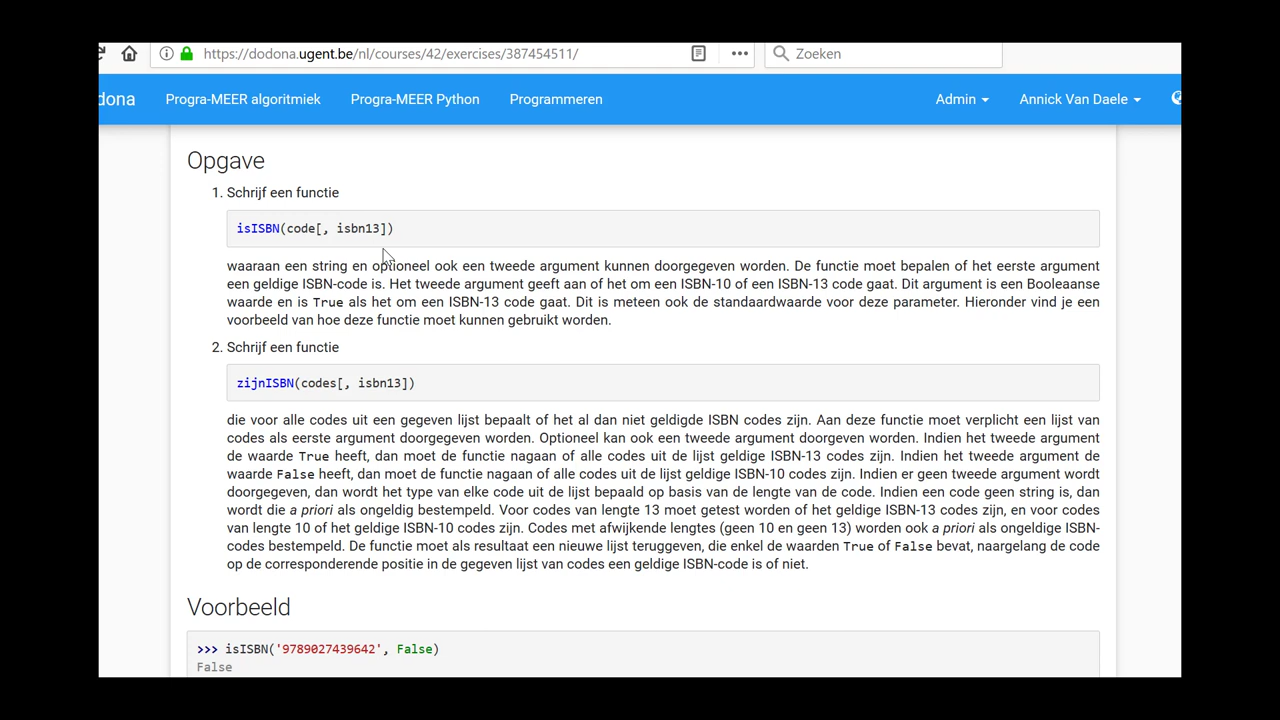 https://dodona.ugent.be/nl/courses/42/exercises/387454511/
Zoeken
dona Progra-MEER algoritmiek Progra-MEER Python Programmeren Admin Annick Van Daele
Opgave
1. Schrijf een functie
isISBN(code[, isbn13])
waaraan een string en optioneel ook een tweede argument kunnen doorgegeven worden. De functie moet bepalen of het eerste argument
een geldige ISBN-code is. Het tweede argument geeft aan of het om een ISBN-10 of een ISBN-13 code gaat. Dit argument is een Booleaanse
waarde en is True als het om een ISBN-13 code gaat. Dit is meteen ook de standaardwaarde voor deze parameter. Hieronder vind je een
voorbeeld van hoe deze functie moet kunnen gebruikt worden.
2. Schrijf een functie
zijnISBN(codes[, isbn13])
die voor alle codes uit een gegeven lijst bepaalt of het al dan niet geldigde ISBN codes zijn. Aan deze functie moet verplicht een lijst van
codes als eerste argument doorgegeven worden. Optioneel kan ook een tweede argument doorgeven worden. Indien het tweede argument
de waarde True heeft, dan moet de functie nagaan of alle codes uit de lijst geldige ISBN-13 codes zijn. Indien het tweede argument de
waarde False heeft, dan moet de functie nagaan of alle codes uit de lijst geldige ISBN-10 codes zijn. Indien er geen tweede argument wordt
doorgegeven, dan wordt het type van elke code uit de lijst bepaald op basis van de lengte van de code. Indien een code geen string is, dan
wordt die a priori als ongeldig bestempeld. Voor codes van lengte 13 moet getest worden of het geldige ISBN-13 codes zijn, en voor codes
van lengte 10 of het geldige ISBN-10 codes zijn. Codes met afwijkende lengtes (geen 10 en geen 13) worden ook a priori als ongeldige ISBN-
codes bestempeld. De functie moet als resultaat een nieuwe lijst teruggeven, die enkel de waarden True of False bevat, naargelang de code
op de corresponderende positie in de gegeven lijst van codes een geldige ISBN-code is of niet.
Voorbeeld
>>> isISBN('9789027439642', False)
False